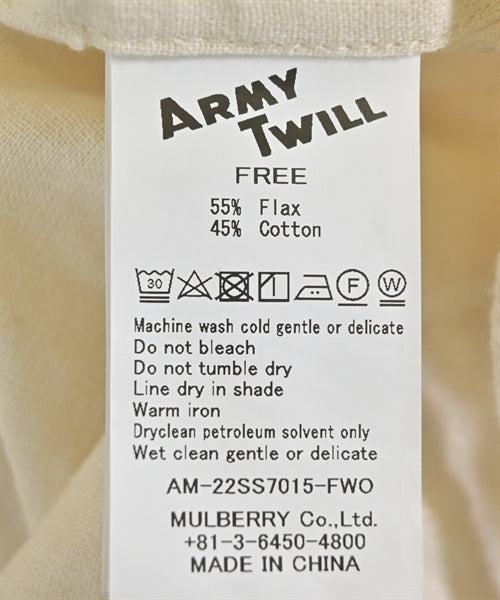 ARMY
TWILL
FREE
55% Flax
45% Cotton
30 F W
Machine wash cold gentle or delicate
Do not bleach
Do not tumble dry
Line dry in shade
Warm iron
Dryclean petroleum solvent only
Wet clean gentle or delicate
AM-22SS7015-FWO
MULBERRY Co.,Ltd.
+81-3-6450-4800
MADE IN CHINA